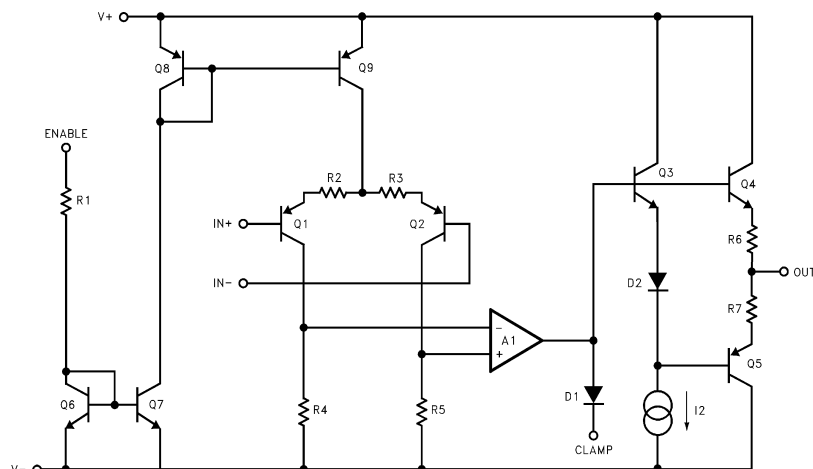 V+
Q8
Q9
ENABLE
R1
R2
R3
Q3
Q4
IN+
Q1
Q2
R6
IN-
D2
OUT
R7
A1
-
+
Q5
Q6
Q7
R4
R5
D1
I2
CLAMP
V-